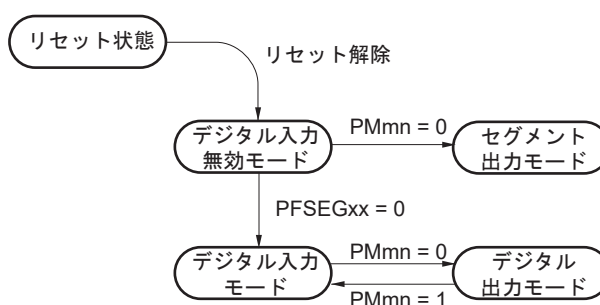 リセット状態
リセット解除
デジタル入力
無効モード
PMmn = 0
セグメント
出力モード
PFSEGxx = 0
デジタル入力
モード
PMmn = 0
PMmn = 1
デジタル
出力モード